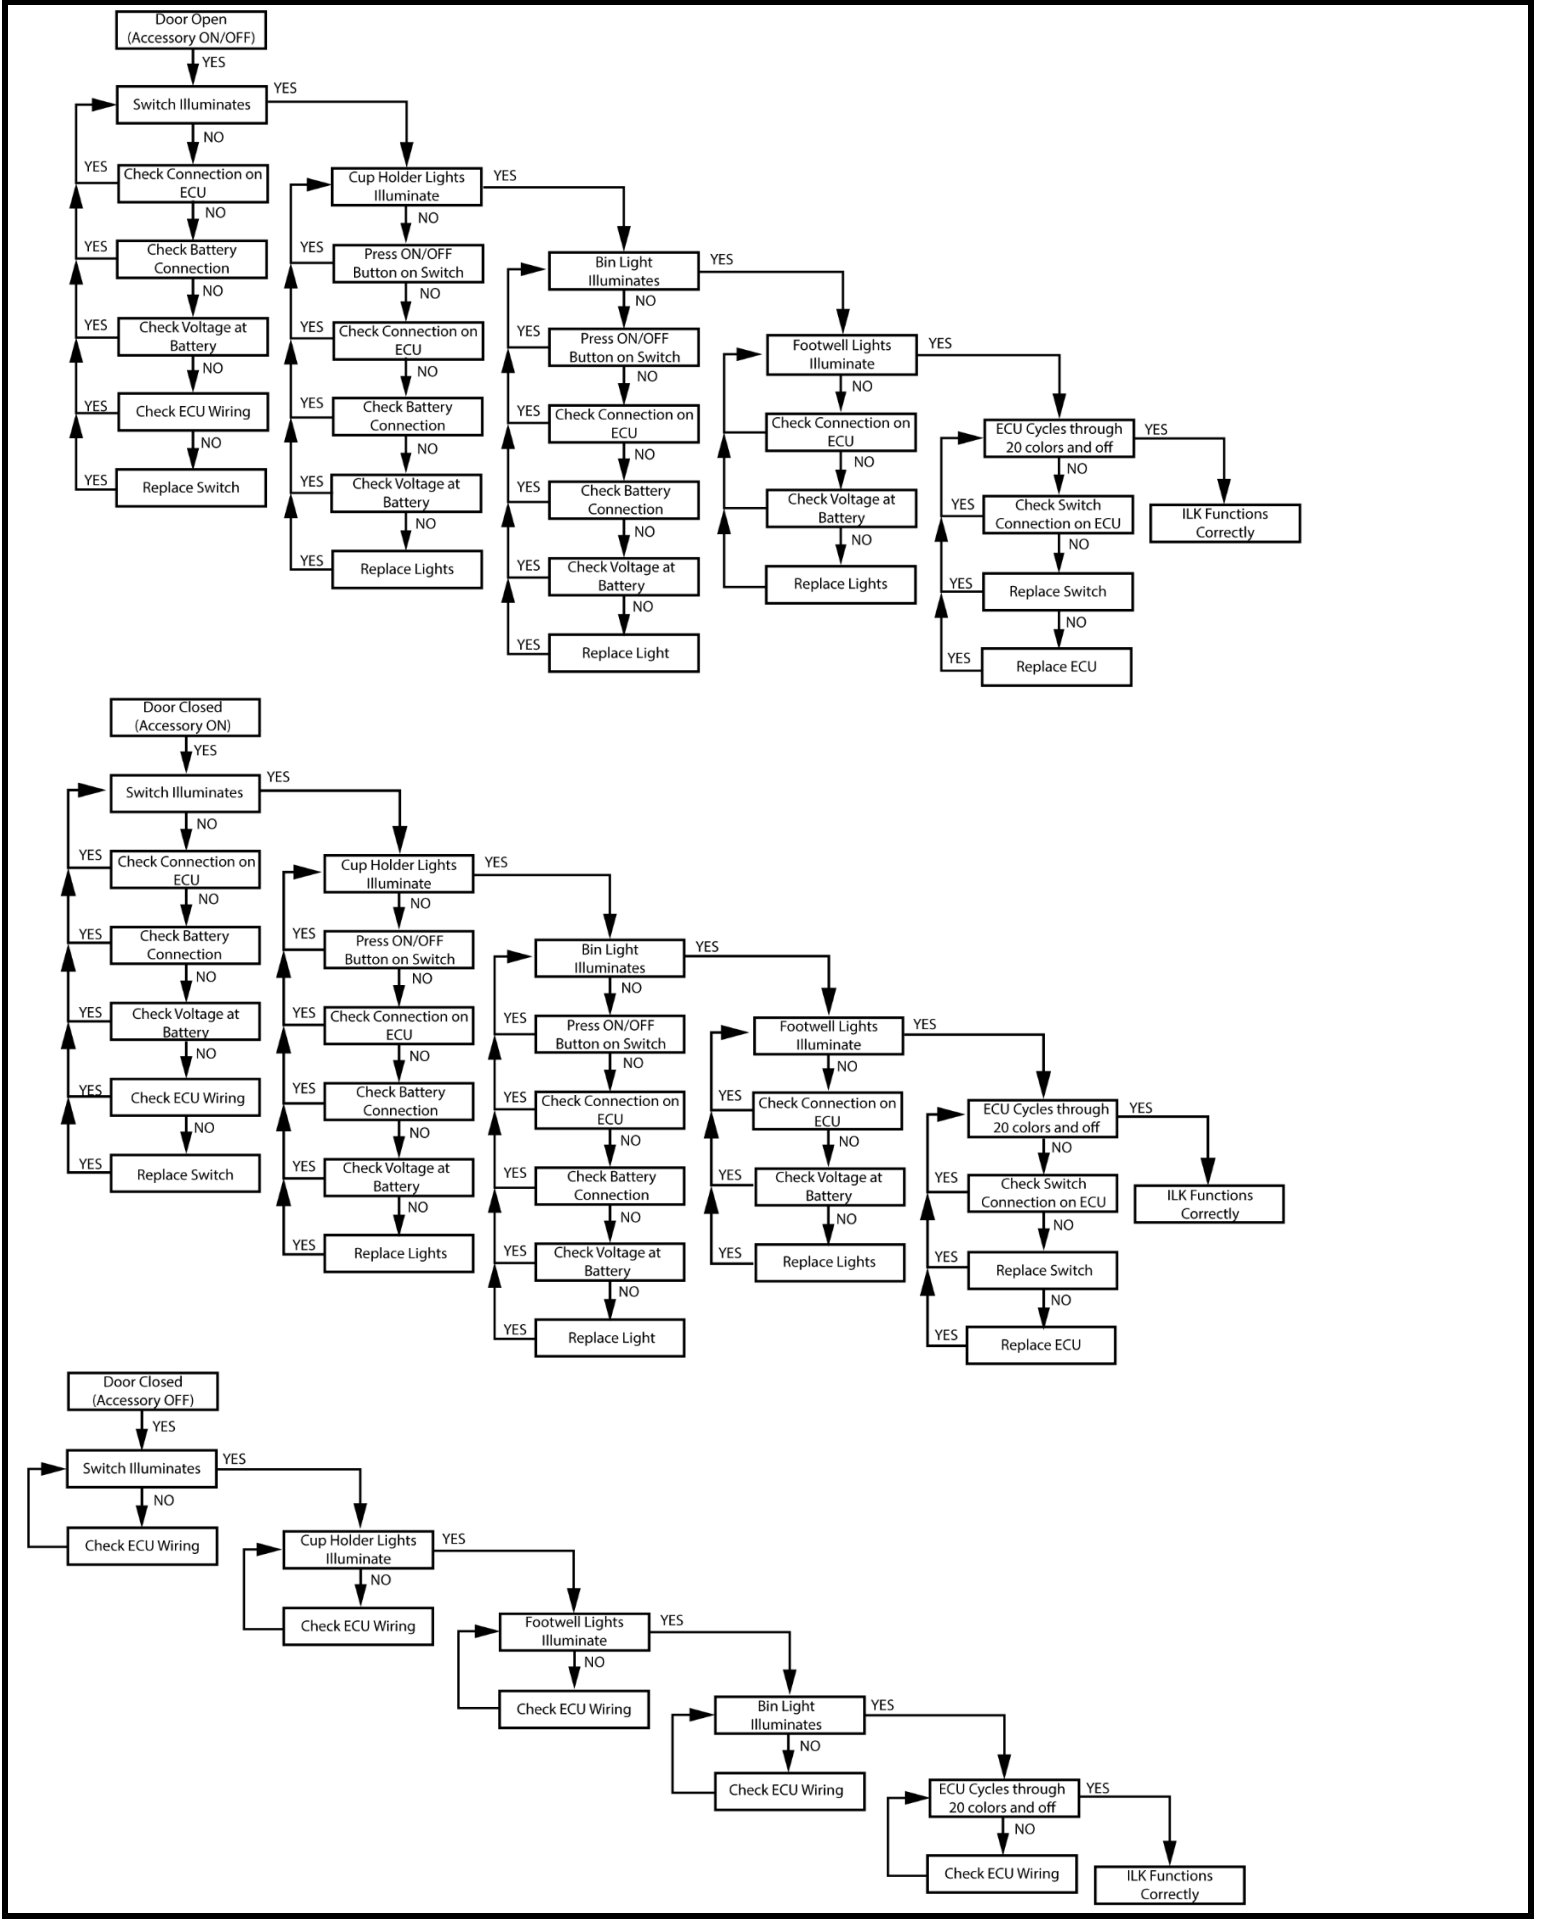 Door Open
(Accessory ON/OFF)
YES
Switch Illuminates
YES
NO
Check Connection on
ECU
YES
NO
Check Battery
Connection
YES
NO
Check Voltage at
Battery
YES
NO
Check ECU Wiring
YES
NO
Replace Switch
YES
Cup Holder Lights
Illuminate
YES
NO
Press ON/OFF
Button on Switch
YES
NO
Check Connection on
ECU
YES
NO
Check Battery
Connection
YES
NO
Check Voltage at
Battery
YES
NO
Replace Lights
YES
Bin Light
Illuminates
YES
NO
Press ON/OFF
Button on Switch
YES
NO
Check Connection on
ECU
YES
NO
Check Battery
Connection
YES
NO
Check Voltage at
Battery
YES
NO
Replace Light
YES
Footwell Lights
Illuminate
YES
NO
Check Connection on
ECU
NO
Check Voltage at
Battery
NO
Replace Lights
ECU Cycles through
20 colors and off
YES
NO
Check Switch
Connection on ECU
YES
NO
Replace Switch
YES
NO
Replace ECU
YES
ILK Functions
Correctly
Door Closed
(Accessory ON)
YES
Switch Illuminates
YES
NO
Check Connection on
ECU
YES
NO
Check Battery
Connection
YES
NO
Check Voltage at
Battery
YES
NO
Check ECU Wiring
YES
NO
Replace Switch
YES
Cup Holder Lights
Illuminate
YES
NO
Press ON/OFF
Button on Switch
YES
NO
Check Connection on
ECU
YES
NO
Check Battery
Connection
YES
NO
Check Voltage at
Battery
YES
NO
Replace Lights
YES
Bin Light
Illuminates
YES
NO
Press ON/OFF
Button on Switch
YES
NO
Check Connection on
ECU
YES
NO
Check Battery
Connection
YES
NO
Check Voltage at
Battery
YES
NO
Replace Light
YES
Footwell Lights
Illuminate
YES
NO
Check Connection on
ECU
YES
NO
Check Voltage at
Battery
YES
NO
Replace Lights
YES
ECU Cycles through
20 colors and off
YES
NO
Check Switch
Connection on ECU
YES
NO
Replace Switch
YES
NO
Replace ECU
YES
ILK Functions
Correctly
Door Closed
(Accessory OFF)
YES
Switch Illuminates
YES
NO
Check ECU Wiring
Cup Holder Lights
Illuminate
YES
NO
Check ECU Wiring
Footwell Lights
Illuminate
YES
NO
Check ECU Wiring
Bin Light
Illuminates
YES
NO
Check ECU Wiring
ECU Cycles through
20 colors and off
YES
NO
Check ECU Wiring
ILK Functions
Correctly